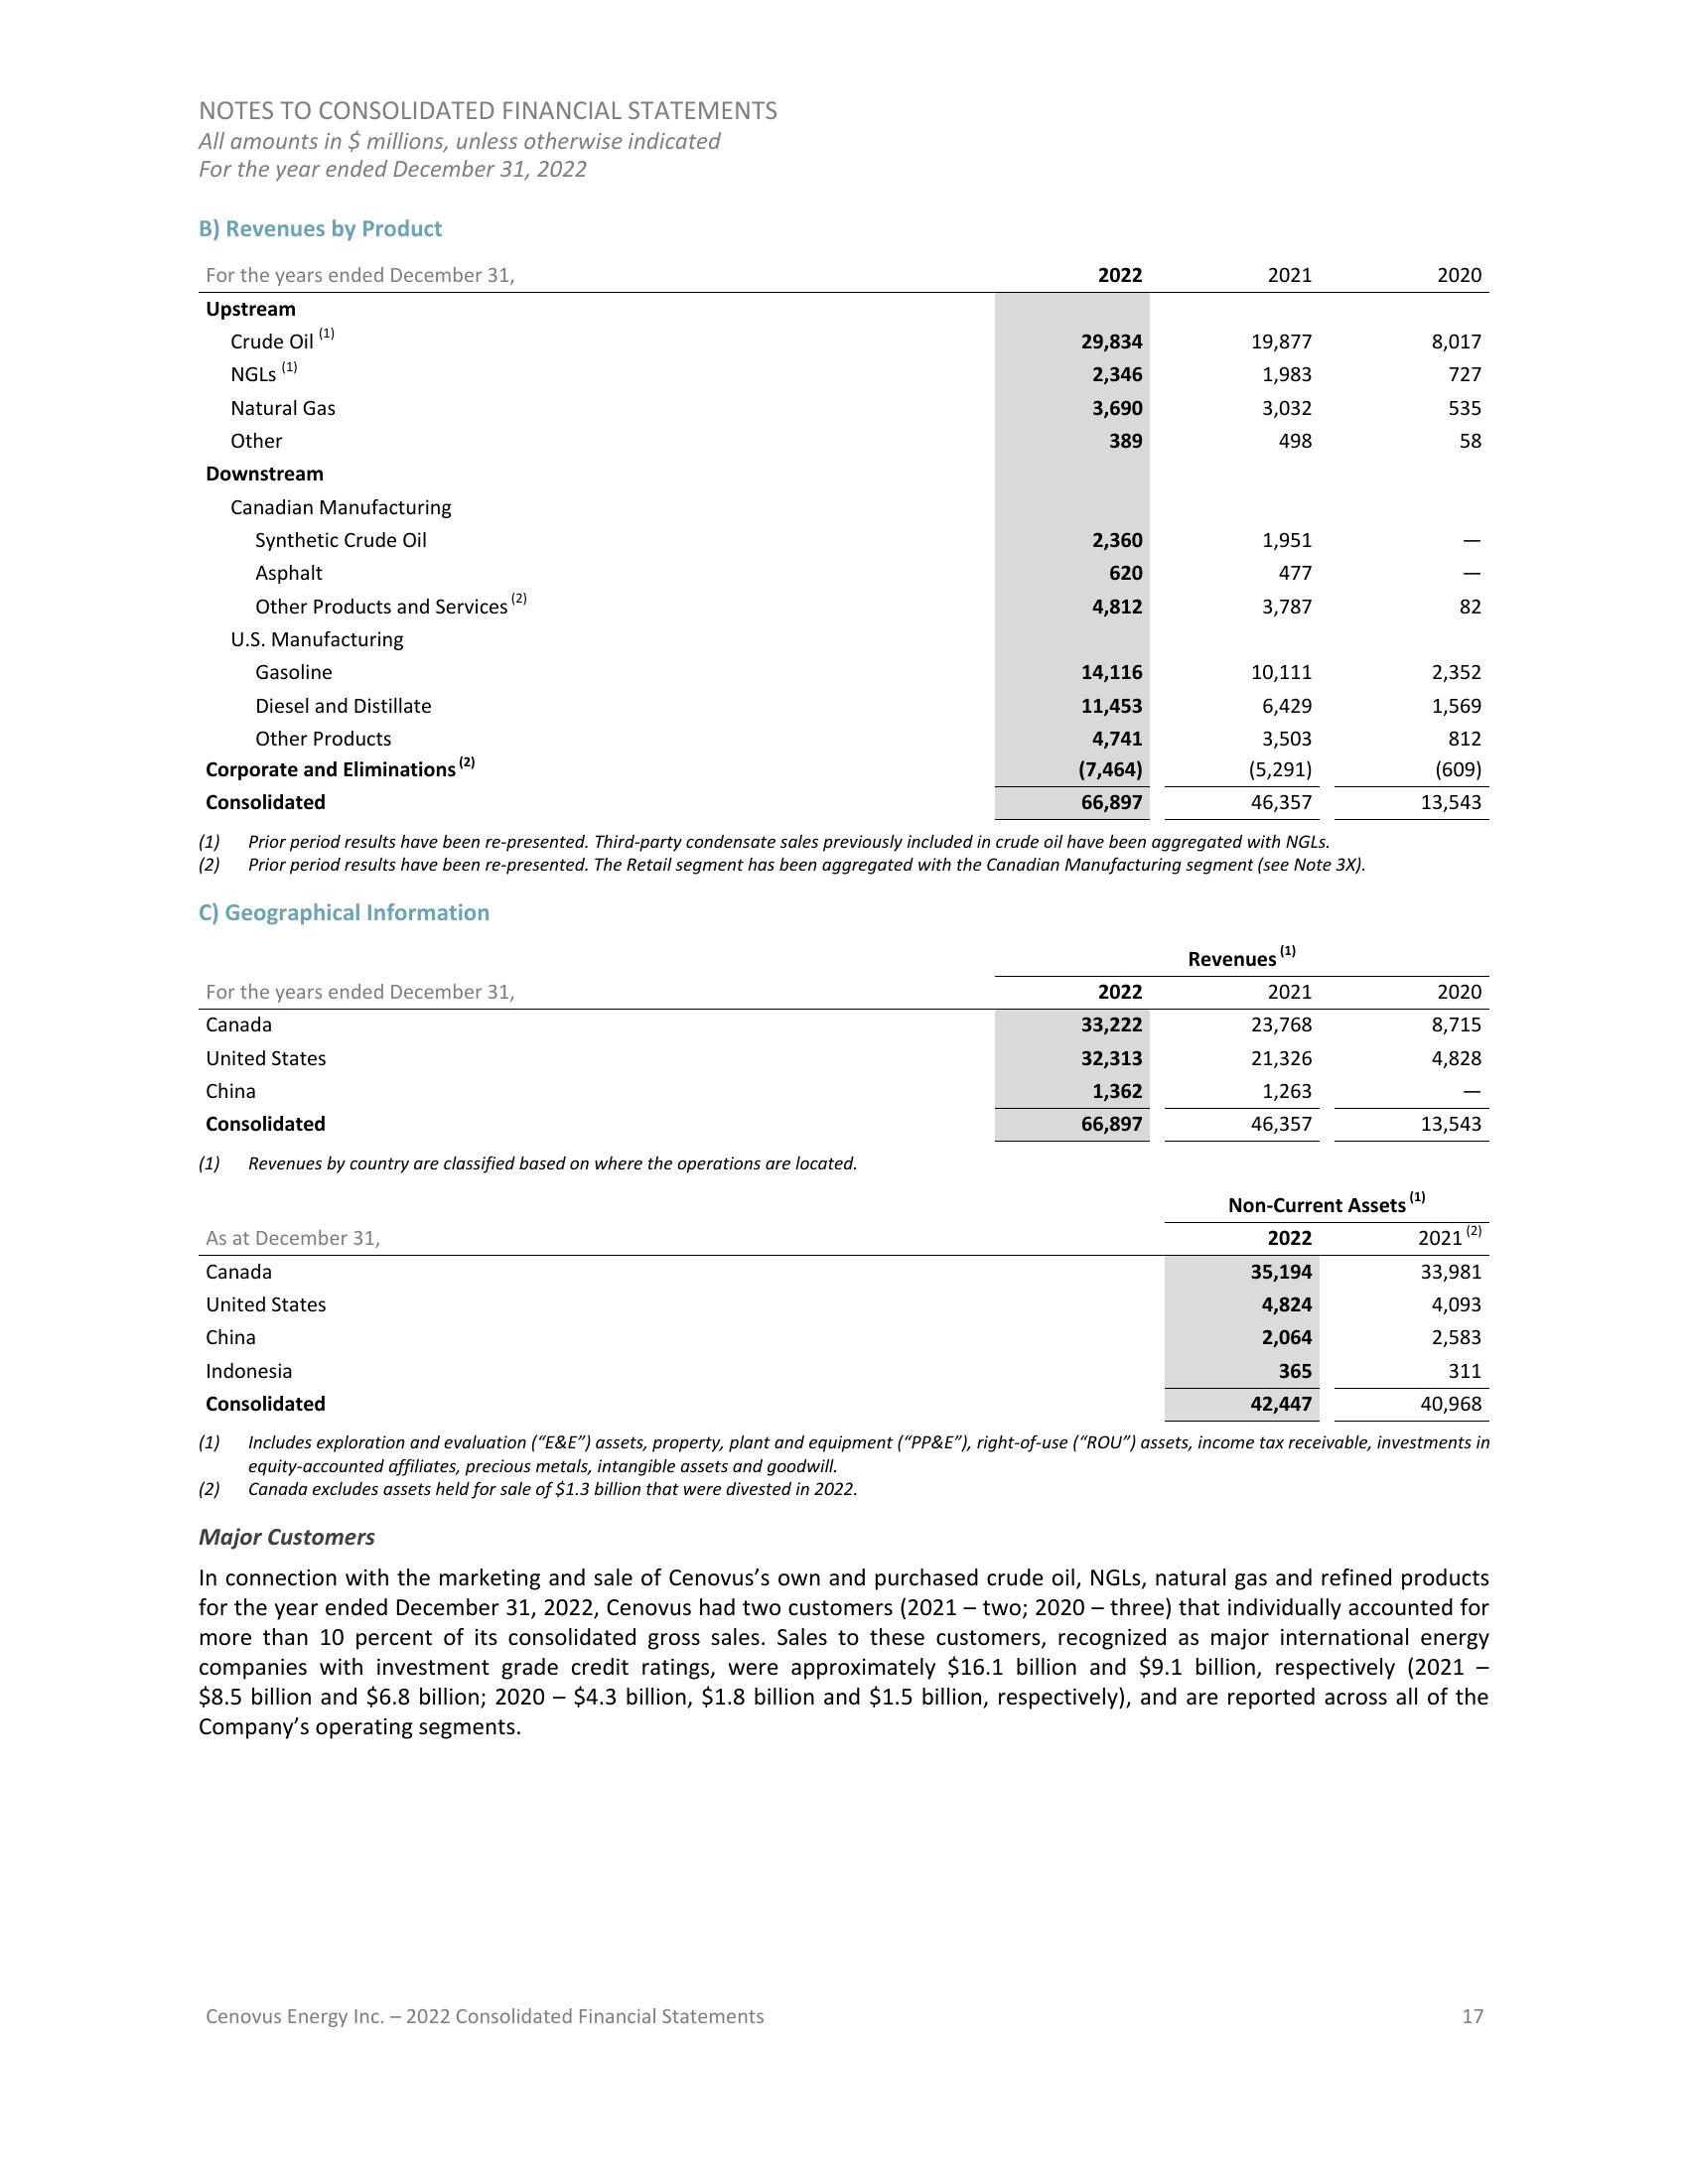 NOTES TO CONSOLIDATED FINANCIAL STATEMENTS
All amounts in $ millions, unless otherwise indicated
For the year ended December 31, 2022
B) Revenues by Product
For the years ended December 31, 2022 2021 2020
Upstream
Crude Oil (1) 29,834 19,877 8,017
NGLs (1) 2,346 1,983 727
Natural Gas 3,690 3,032 535
Other 389 498 58
Downstream
Canadian Manufacturing
Synthetic Crude Oil 2,360 1,951 —
Asphalt 620 477 —
Other Products and Services (2) 4,812 3,787 82
U.S. Manufacturing
Gasoline 14,116 10,111 2,352
Diesel and Distillate 11,453 6,429 1,569
Other Products 4,741 3,503 812
Corporate and Eliminations (2) (7,464) (5,291) (609)
Consolidated 66,897 46,357 13,543
(1) Prior period results have been re-presented. Third-party condensate sales previously included in crude oil have been aggregated with NGLs.
(2) Prior period results have been re-presented. The Retail segment has been aggregated with the Canadian Manufacturing segment (see Note 3X).
C) Geographical Information
Revenues (1)
For the years ended December 31, 2022 2021 2020
Canada 33,222 23,768 8,715
United States 32,313 21,326 4,828
China 1,362 1,263 —
Consolidated 66,897 46,357 13,543
(1) Revenues by country are classified based on where the operations are located.
Non-Current Assets (1)
As at December 31, 2022 2021 (2)
Canada 35,194 33,981
United States 4,824 4,093
China 2,064 2,583
Indonesia 365 311
Consolidated 42,447 40,968
(1) Includes exploration and evaluation (“E&E”) assets, property, plant and equipment (“PP&E”), right-of-use (“ROU”) assets, income tax receivable, investments in
equity-accounted affiliates, precious metals, intangible assets and goodwill.
(2) Canada excludes assets held for sale of $1.3 billion that were divested in 2022.
Major Customers
In connection with the marketing and sale of Cenovus’s own and purchased crude oil, NGLs, natural gas and refined products
for the year ended December 31, 2022, Cenovus had two customers (2021 – two; 2020 – three) that individually accounted for
more than 10 percent of its consolidated gross sales. Sales to these customers, recognized as major international energy
companies with investment grade credit ratings, were approximately $16.1 billion and $9.1 billion, respectively (2021 –
$8.5 billion and $6.8 billion; 2020 – $4.3 billion, $1.8 billion and $1.5 billion, respectively), and are reported across all of the
Company’s operating segments.
Cenovus Energy Inc. – 2022 Consolidated Financial Statements 17